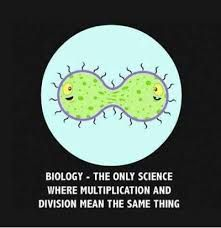 BIOLOGY - THE ONLY SCIENCE
WHERE MULTIPLICATION AND
DIVISION MEAN THE SAME THING